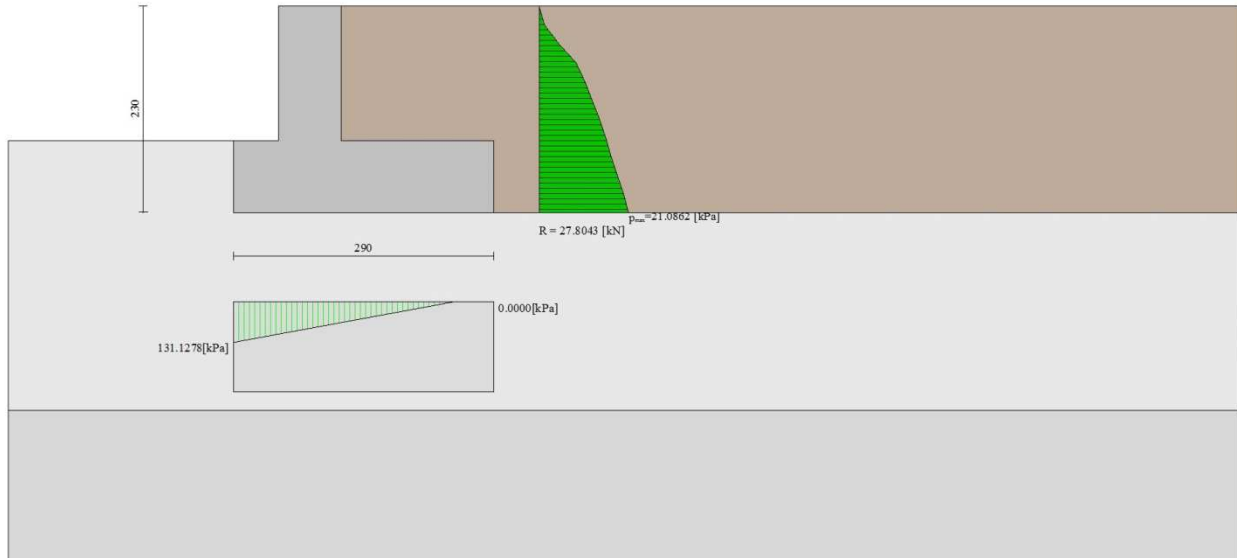 230
pmax=21.0862 [kPa]
R = 27.8043 [kN]
290
0.0000[kPa]
131.1278[kPa]